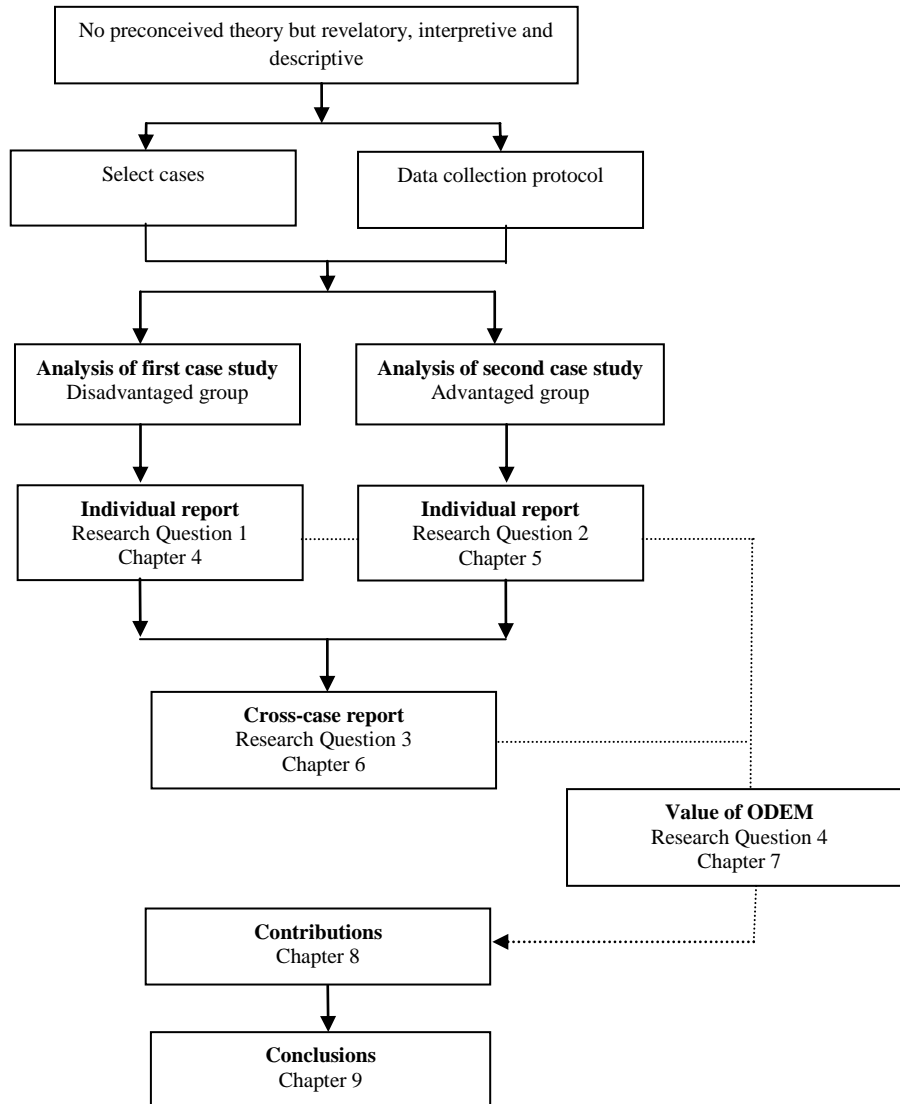 No preconceived theory but revelatory, interpretive and
descriptive
Select cases
Data collection protocol
Analysis of first case study
Disadvantaged group
Analysis of second case study
Advantaged group
Individual report
Research Question 1
Chapter 4
Individual report
Research Question 2
Chapter 5
Cross-case report
Research Question 3
Chapter 6
Value of ODEM
Research Question 4
Chapter 7
Contributions
Chapter 8
Conclusions
Chapter 9